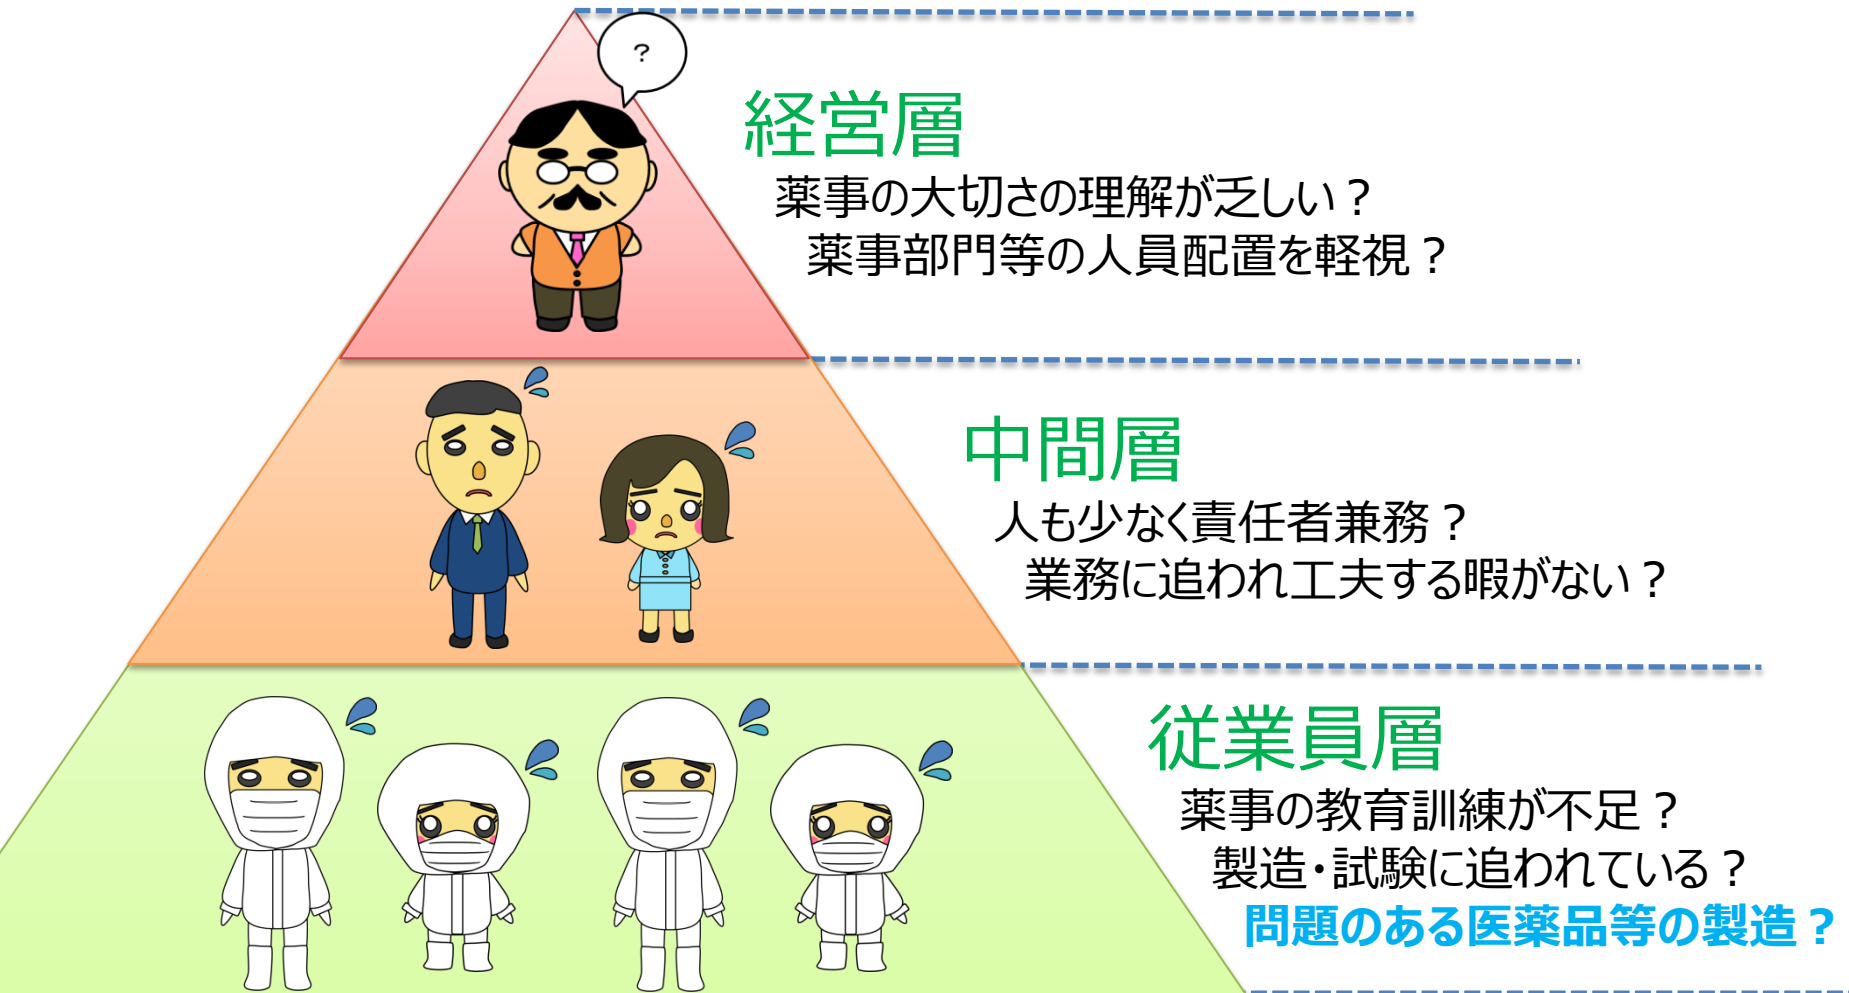 ？
経営層
薬事の大切さの理解が乏しい？
薬事部門等の人員配置を軽視？
中間層
人も少なく責任者兼務？
業務に追われ工夫する暇がない？
従業員層
薬事の教育訓練が不足？
製造・試験に追われている？
問題のある医薬品等の製造？